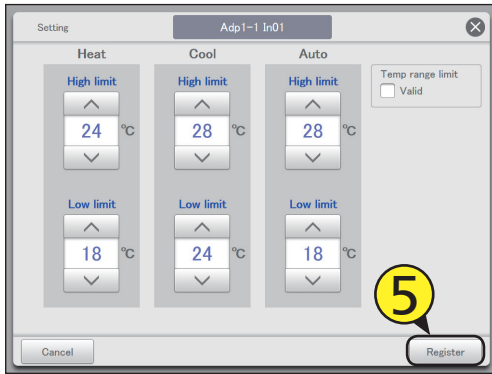 Setting
Adp1-1 In01
Heat Cool Auto
High limit High limit High limit
Temp range limit
Valid
24 ℃ 28 ℃ 28 ℃
Low limit Low limit Low limit
18 ℃ 24 ℃ 18 ℃
5
Cancel Register